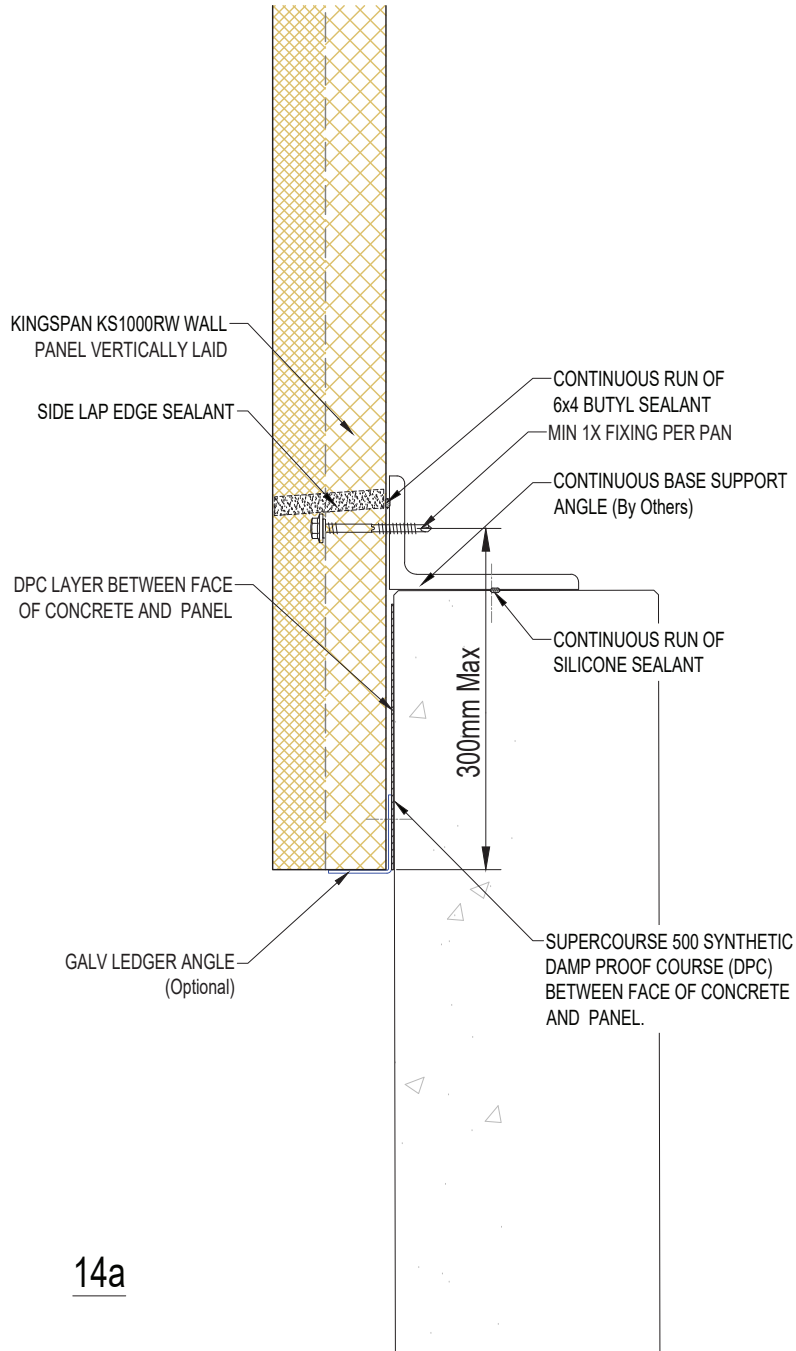 KINGSPAN KS1000RW WALL
PANEL VERTICALLY LAID
SIDE LAP EDGE SEALANT
CONTINUOUS RUN OF
6x4 BUTYL SEALANT
MIN 1X FIXING PER PAN
CONTINUOUS BASE SUPPORT
ANGLE (By Others)
DPC LAYER BETWEEN FACE
OF CONCRETE AND PANEL
CONTINUOUS RUN OF
SILICONE SEALANT
300mm Max
GALV LEDGER ANGLE
(Optional)
SUPERCOURSE 500 SYNTHETIC
DAMP PROOF COURSE (DPC)
BETWEEN FACE OF CONCRETE
AND PANEL.
14a